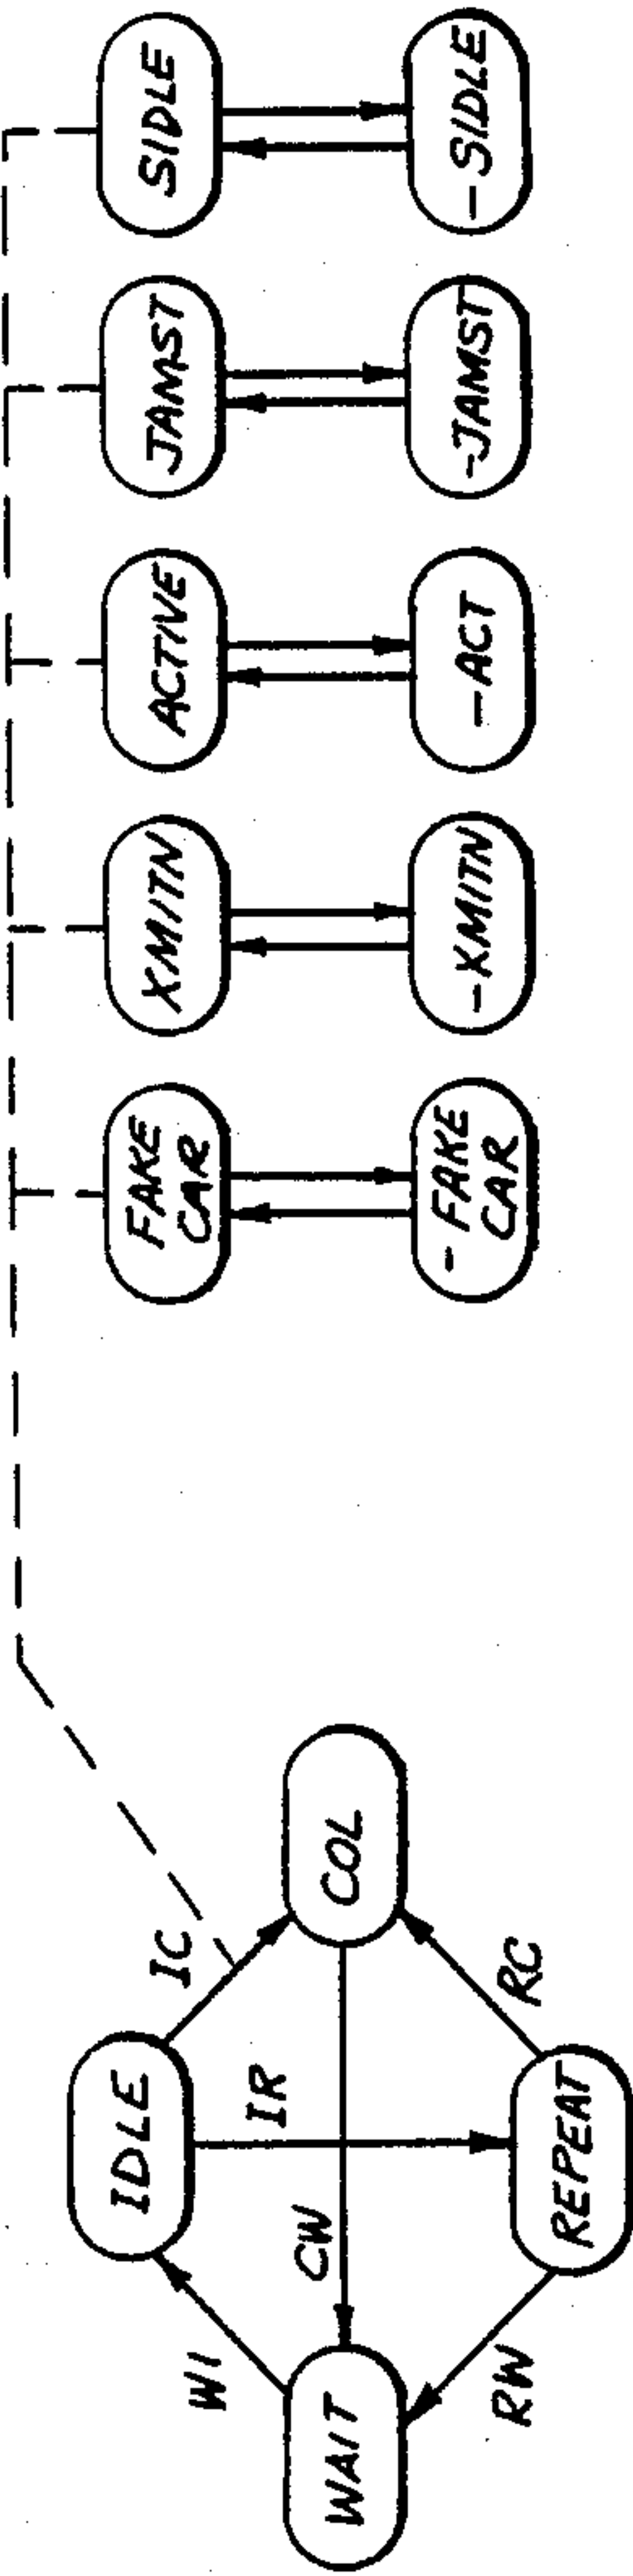 IDLE
WI
IC
WAIT
CW
IR
COL
RW
RC
REPEAT
FAKE
CAR
XMITN
ACTIVE
JAMST
SIDLE
- FAKE
CAR
-XMITN
-ACT
-JAMST
-SIDLE